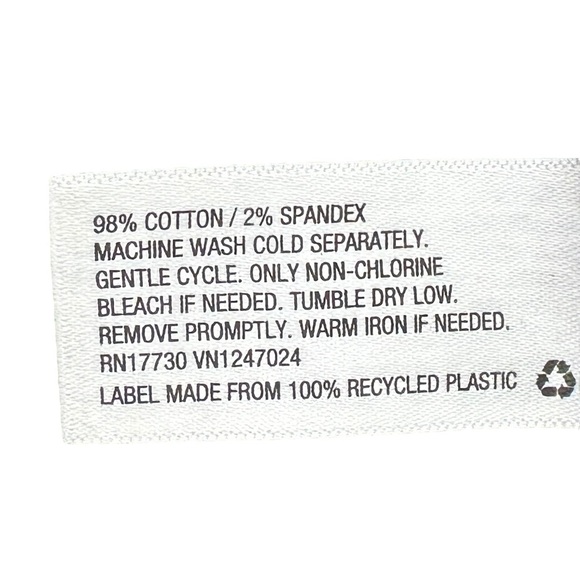 98% COTTON / 2% SPANDEX
MACHINE WASH COLD SEPARATELY.
GENTLE CYCLE. ONLY NON-CHLORINE
BLEACH IF NEEDED. TUMBLE DRY LOW.
REMOVE PROMPTLY. WARM IRON IF NEEDED.
RN17730 VN1247024
LABEL MADE FROM 100% RECYCLED PLASTIC